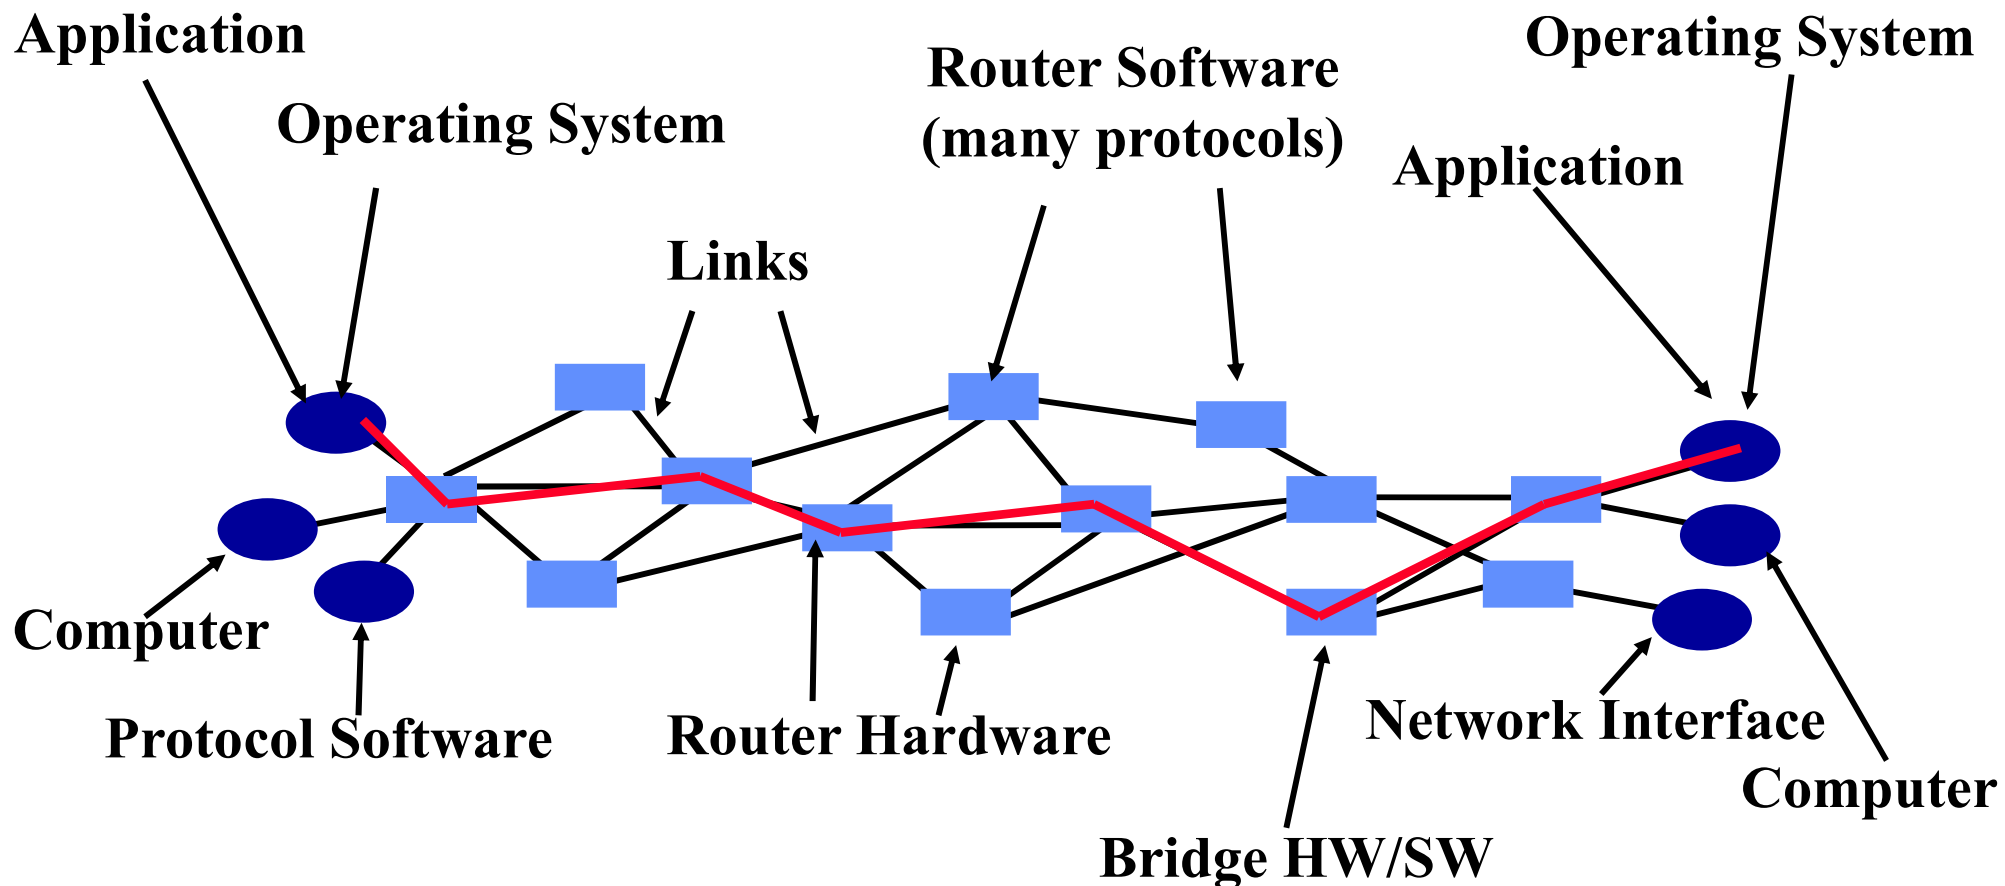 Application
Operating System
Operating System
Router Software
(many protocols)
Application
Links
Computer
Protocol Software
Router Hardware
Network Interface
Computer
Bridge HW/SW